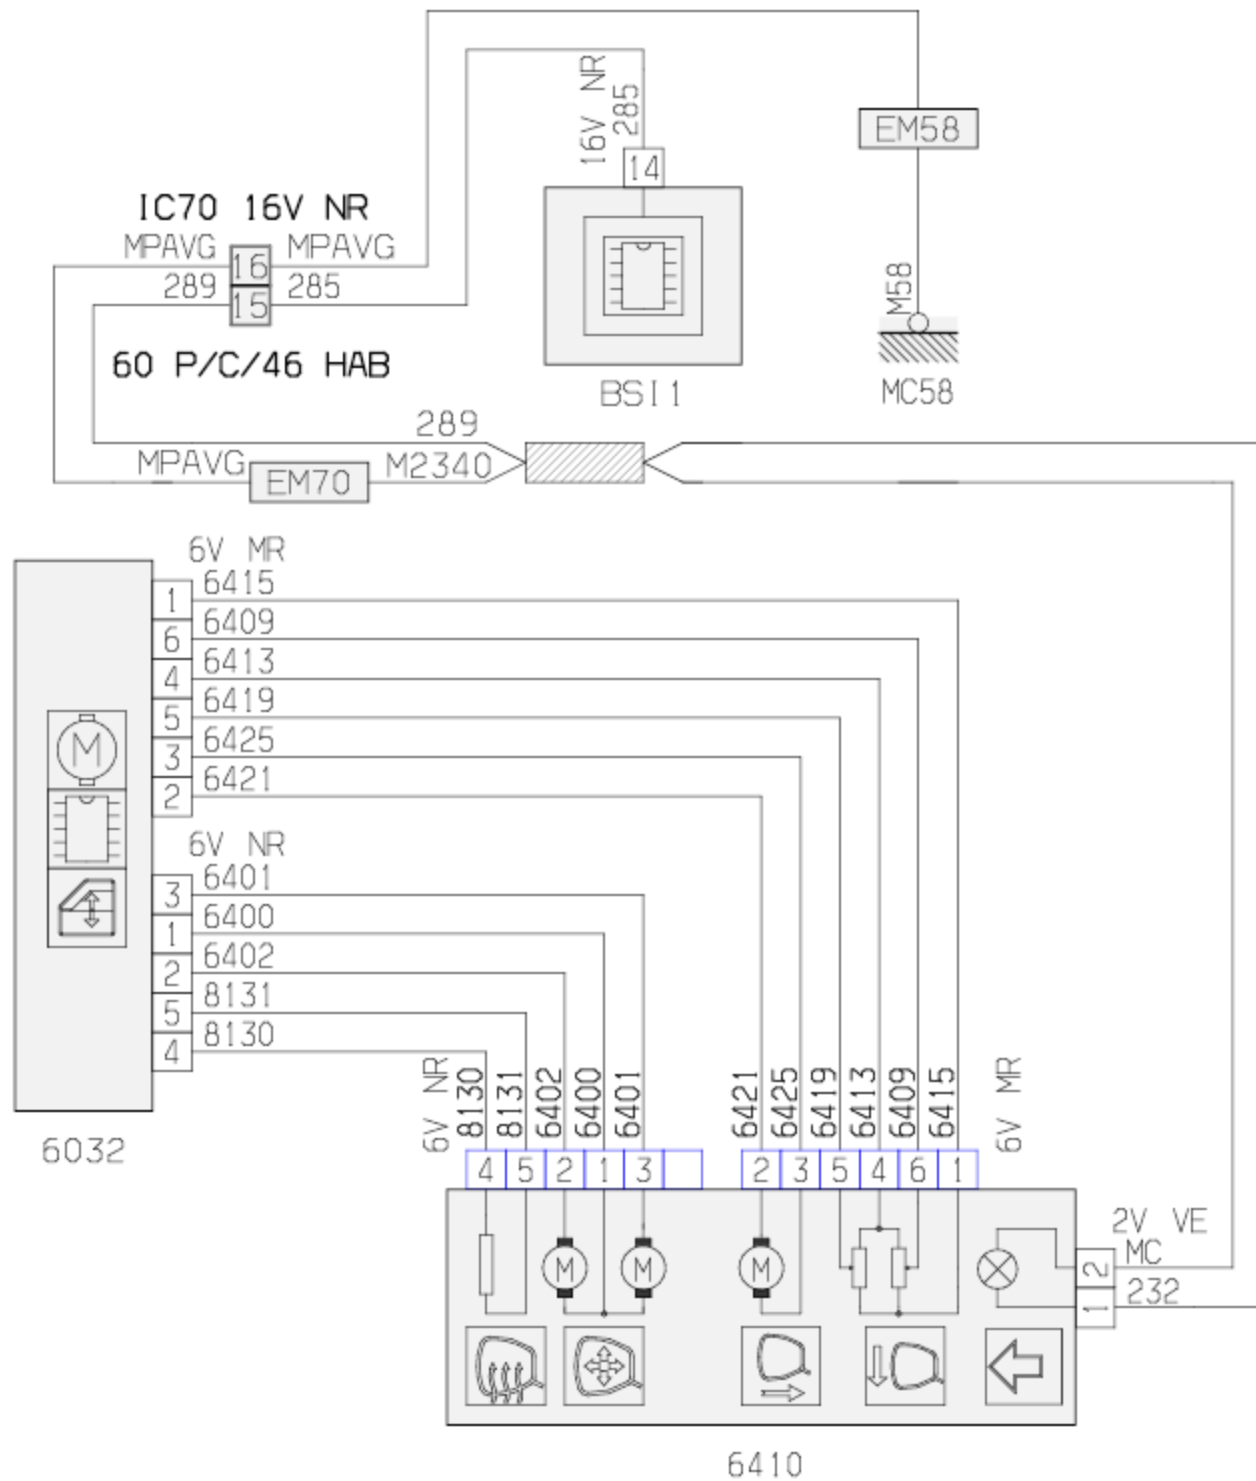 16V NR
285
EM58
14
IC70 16V NR
MPAVG 16 MPAVG
289 15 285
M58
60 P/C/46 HAB
BSI1
MC58
289
MPAVG EM70 M2340
6V MR
1 6415
6 6409
4 6413
5 6419
3 6425
2 6421
M
6V NR
3 6401
1 6400
2 6402
5 8131
4 8130
6032
6V NR 8130 8131 6402 6400 6401 6421 6425 6419 6413 6409 6415 6V MR
4 5 2 1 3 2 3 5 4 6 1
2V VE
2 MC
M M M
1 232
6410